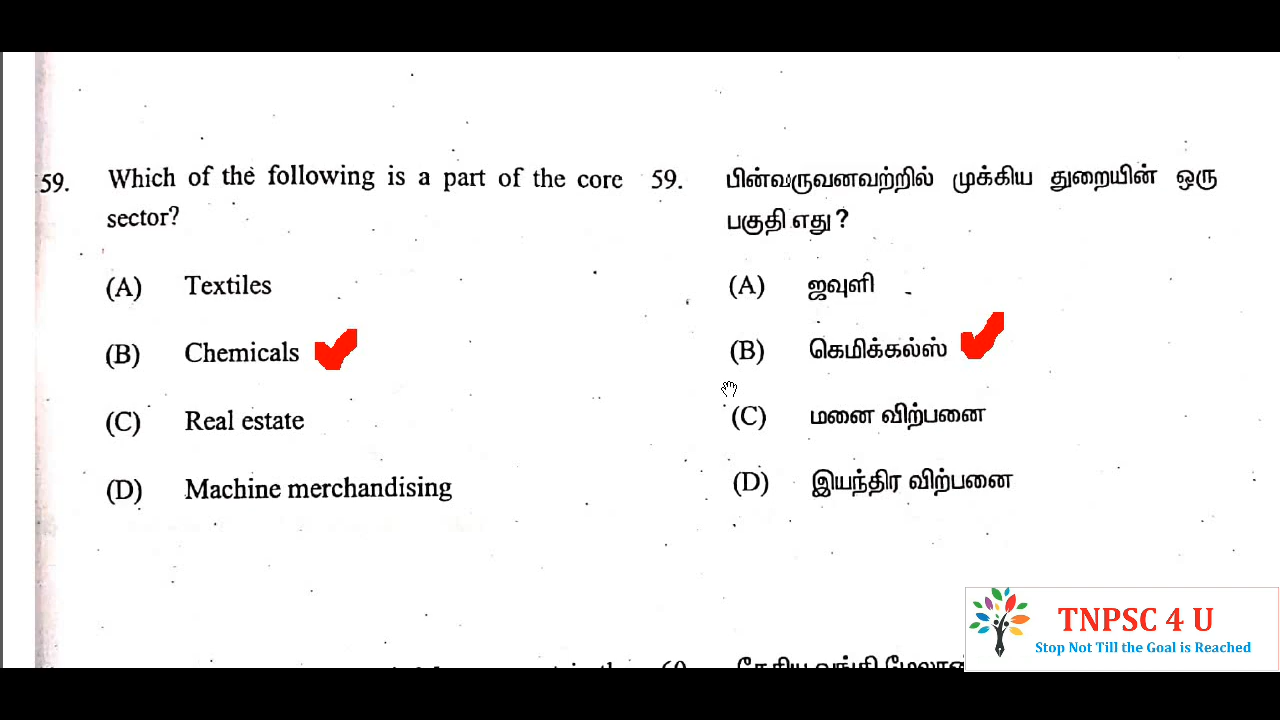 59. Which of the following is a part of the core
sector?
(A) Textiles
(B) Chemicals
(C) Real estate
(D) Machine merchandising
59. பின்வருவனவற்றில் முக்கிய துறையின் ஒரு
பகுதி எது?
(A) ஜவுளி
(B) கெமிக்கல்ஸ்
(C) மனை விற்பனை
(D) இயந்திர விற்பனை
60.
TNPSC 4 U
Stop Not Till the Goal is Reached